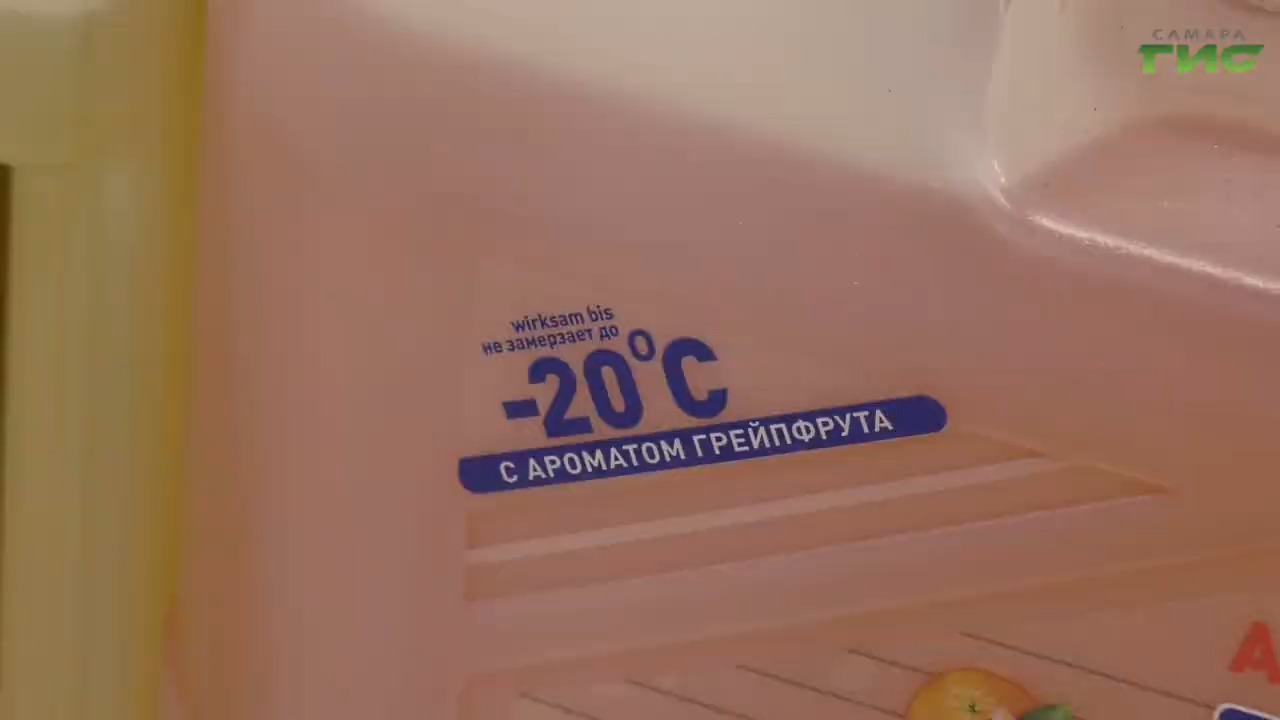 САМАРА
ГИС
wirksam bis
не замерзает до
-20°C
С АРОМАТОМ ГРЕЙПФРУТА